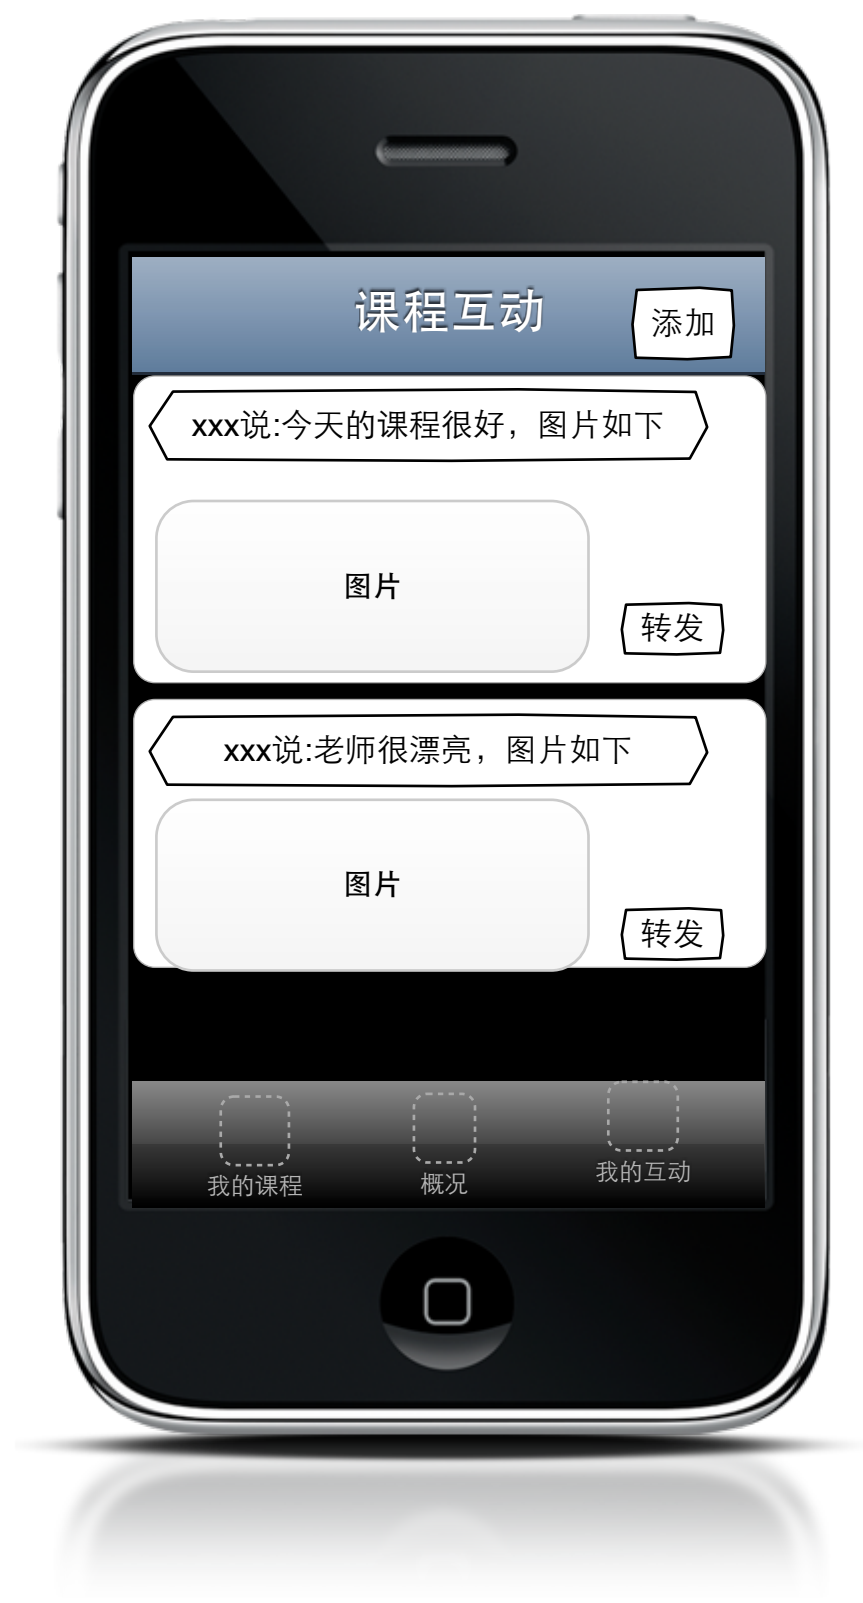 课程互动
添加
xxx说:今天的课程很好，图片如下
图片
转发
xxx说:老师很漂亮，图片如下
图片
转发
我的课程
概况
我的互动